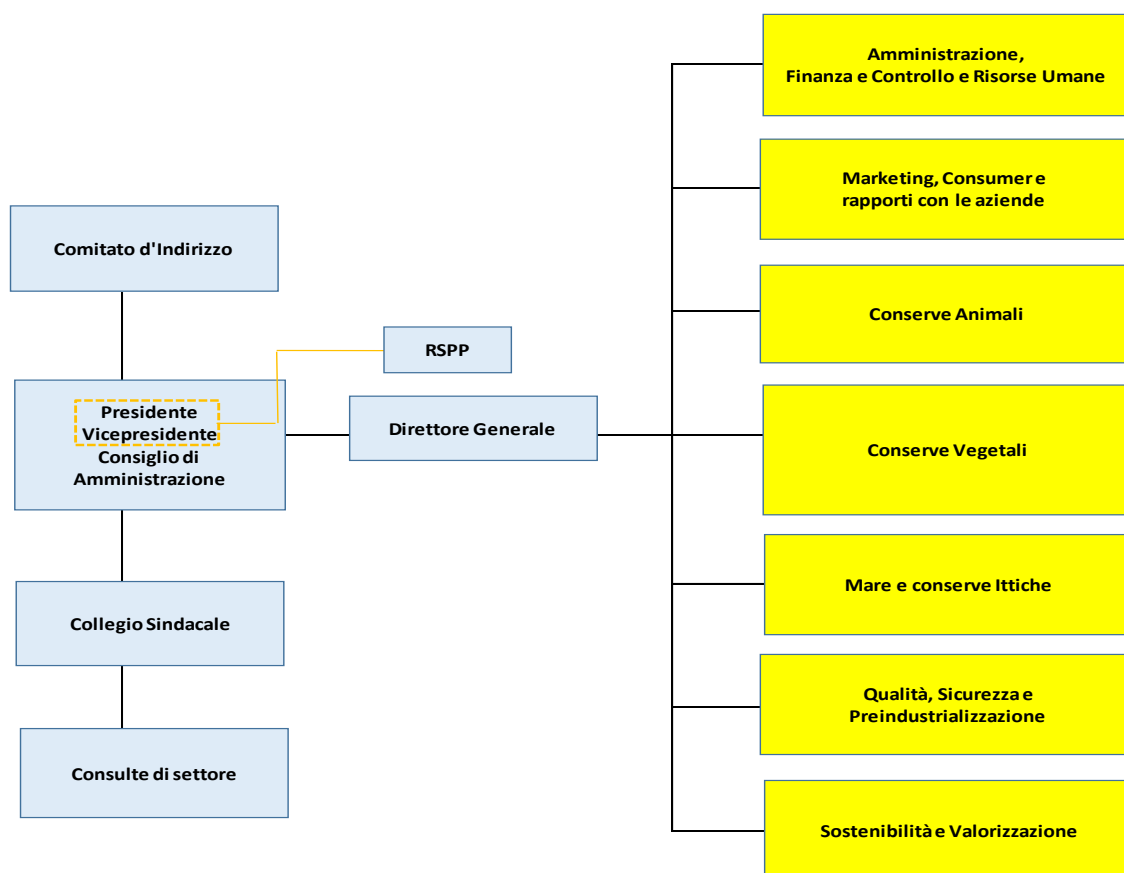 Comitato d'Indirizzo
RSPP
Presidente
Vicepresidente
Consiglio di
Amministrazione
Direttore Generale
Collegio Sindacale
Consulte di settore
Amministrazione,
Finanza e Controllo e Risorse Umane
Marketing, Consumer e
rapporti con le aziende
Conserve Animali
Conserve Vegetali
Mare e conserve Ittiche
Qualità, Sicurezza e
Preindustrializzazione
Sostenibilità e Valorizzazione